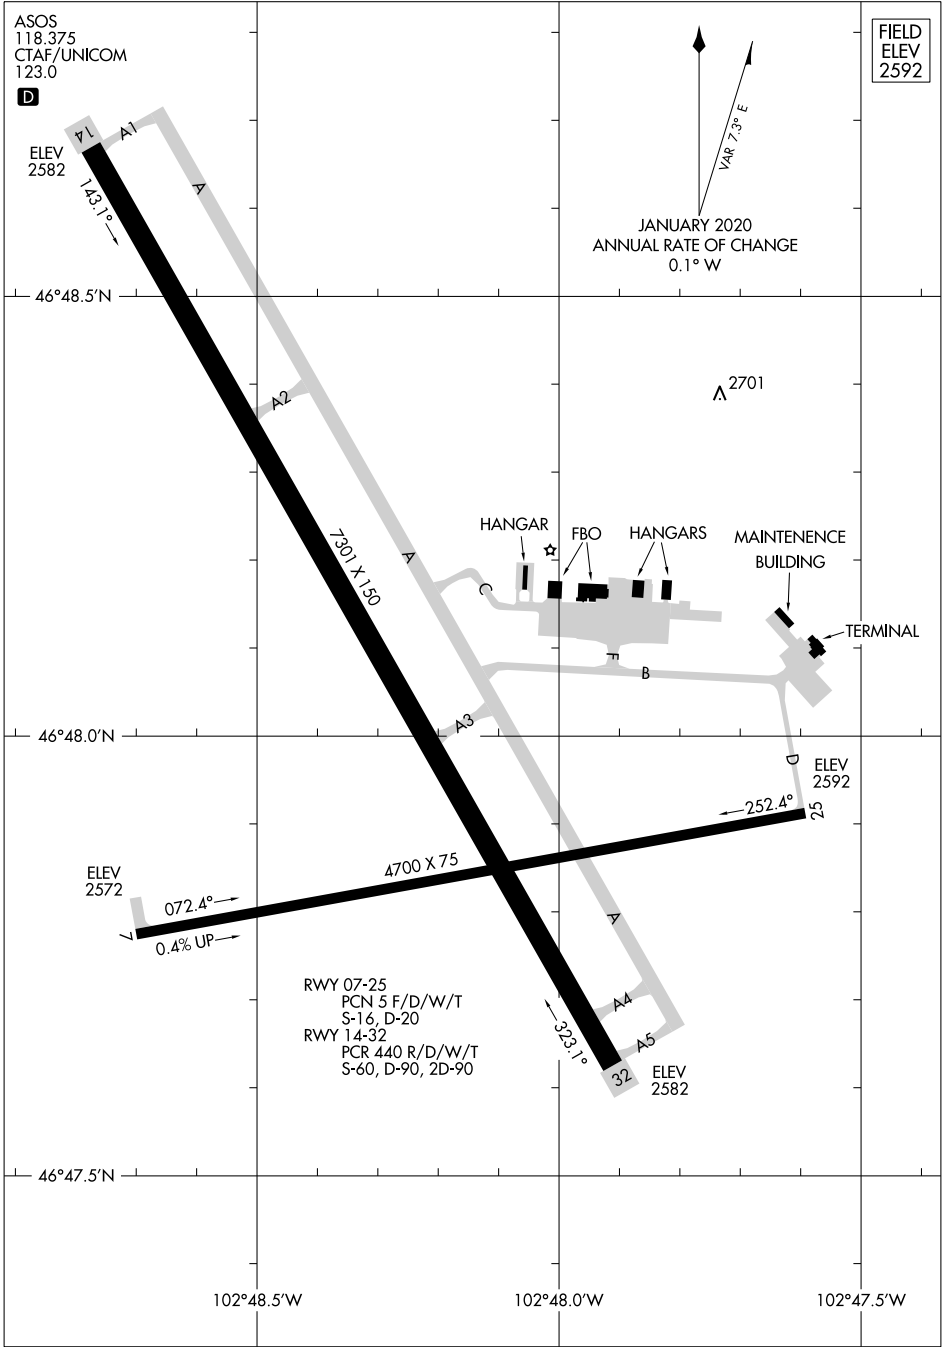 ASOS
118.375
CTAF/UNICOM
123.0
D
FIELD
ELEV
2592
VAR 7.3° E
JANUARY 2020
ANNUAL RATE OF CHANGE
0.1° W
14
A1
ELEV
2582
143.1°
A
46°48.5'N
2701
A2
7301 X 150
A
HANGAR
FBO
HANGARS
MAINTENENCE
BUILDING
C
TERMINAL
F
B
A3
46°48.0'N
D
ELEV
2592
252.4°
25
4700 X 75
ELEV
2572
072.4°
7
0.4% UP
A
RWY 07-25
PCN 5 F/D/W/T
S-16, D-20
RWY 14-32
PCR 440 R/D/W/T
S-60, D-90, 2D-90
A4
323.1°
A5
32
ELEV
2582
46°47.5'N
102°48.5'W
102°48.0'W
102°47.5'W